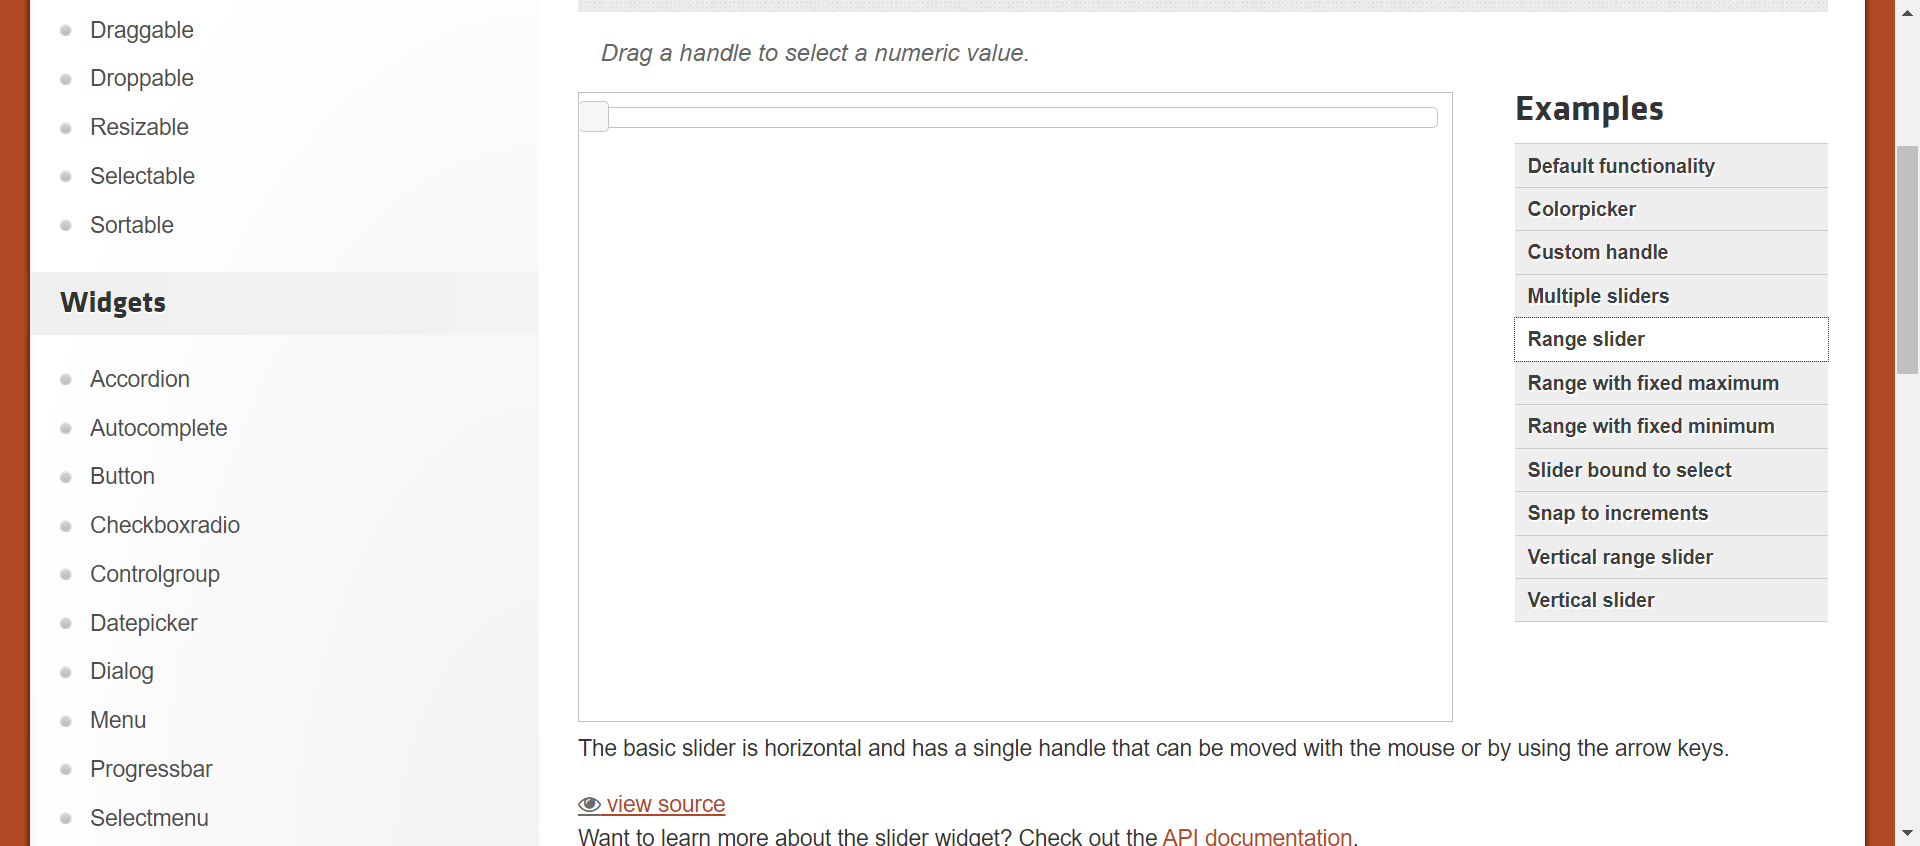 Draggable
Droppable
Resizable
Selectable
Sortable
Widgets
Accordion
Autocomplete
Button
Checkboxradio
Controlgroup
Datepicker
Dialog
Menu
Progressbar
Selectmenu
Drag a handle to select a numeric value.
Examples
Default functionality
Colorpicker
Custom handle
Multiple sliders
Range slider
Range with fixed maximum
Range with fixed minimum
Slider bound to select
Snap to increments
Vertical range slider
Vertical slider
The basic slider is horizontal and has a single handle that can be moved with the mouse or by using the arrow keys.
view source
Want to learn more about the slider widget? Check out the API documentation.